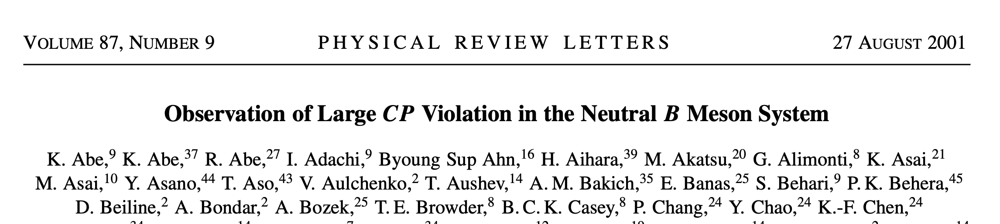 VOLUME 87, NUMBER 9 PHYSICAL REVIEW LETTERS 27 AUGUST 2001
Observation of Large CP Violation in the Neutral B Meson System
K. Abe,9 K. Abe,37 R. Abe,27 I. Adachi,9 Byoung Sup Ahn,16 H. Aihara,39 M. Akatsu,20 G. Alimonti,8 K. Asai,21
M. Asai,10 Y. Asano,44 T. Aso,43 V. Aulchenko,2 T. Aushev,14 A. M. Bakich,35 E. Banas,25 S. Behari,9 P. K. Behera,45
D. Beiline,2 A. Bondar,2 A. Bozek,25 T. E. Browder,8 B. C. K. Casey,8 P. Chang,24 Y. Chao,24 K.-F. Chen,24